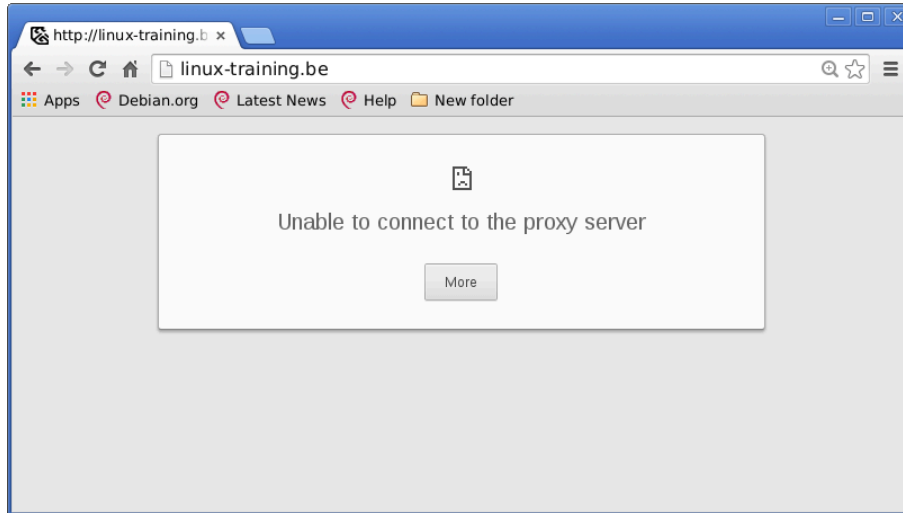 http://linux-training.b
linux-training.be
Apps Debian.org Latest News Help New folder
Unable to connect to the proxy server
More